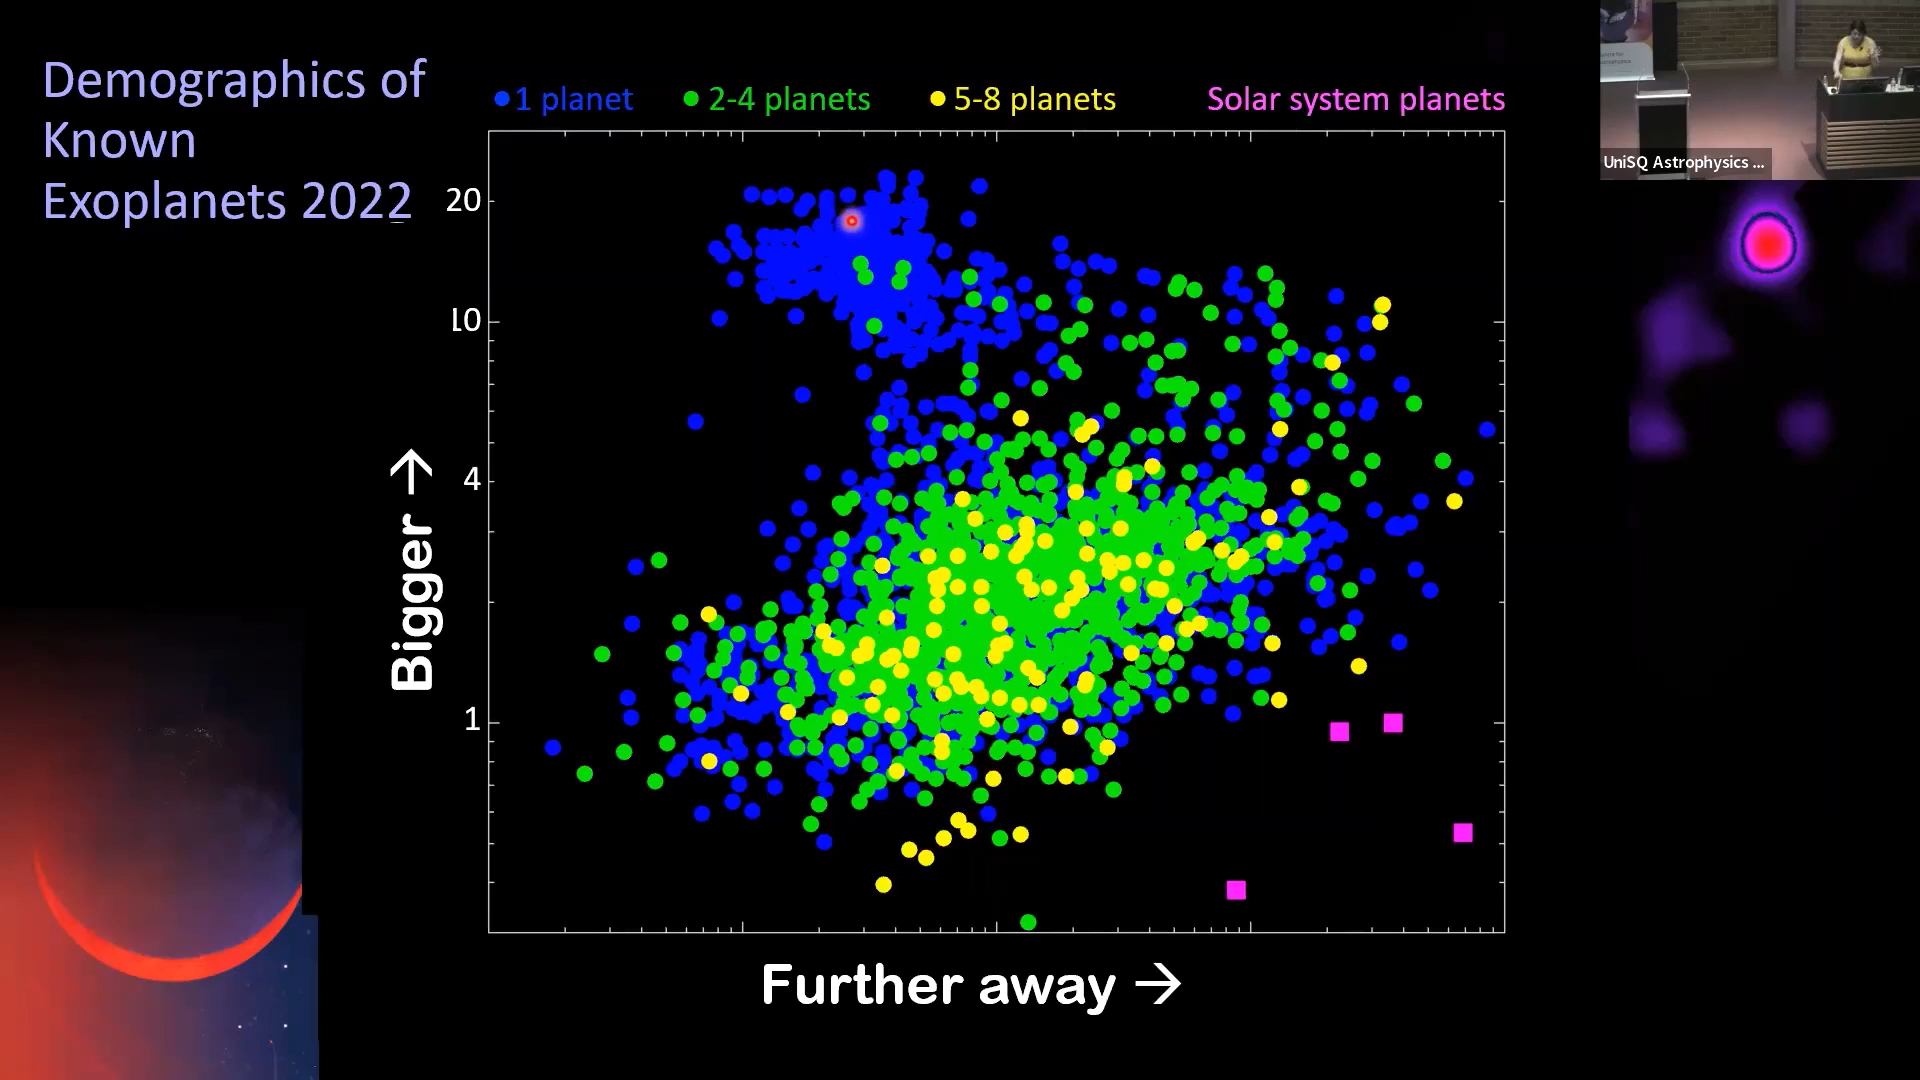 Demographics of
Known
Exoplanets 2022
1 planet
2-4 planets
5-8 planets
Solar system planets
20
10
4
1
Bigger →
Further away →
UniSQ Astrophysics ...